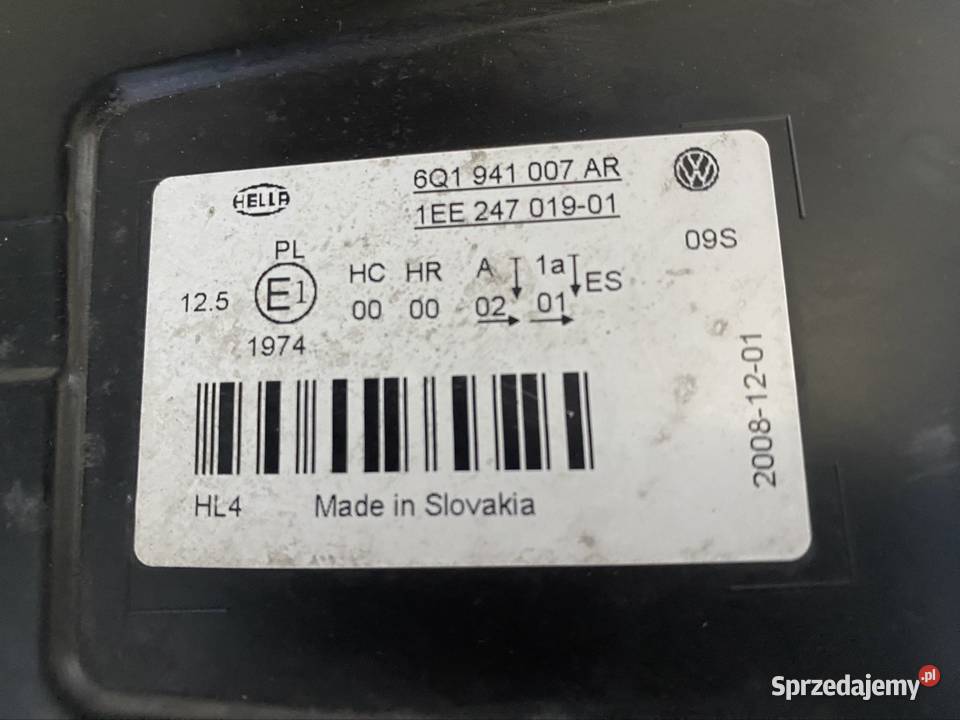 HELLA
6Q1 941 007 AR
1EE 247 019-01
09S
PL
12.5 E1 HC HR A 1a ES
00 00 02 01
1974
2008-12-01
HL4 Made in Slovakia
Sprzedajemy.pl